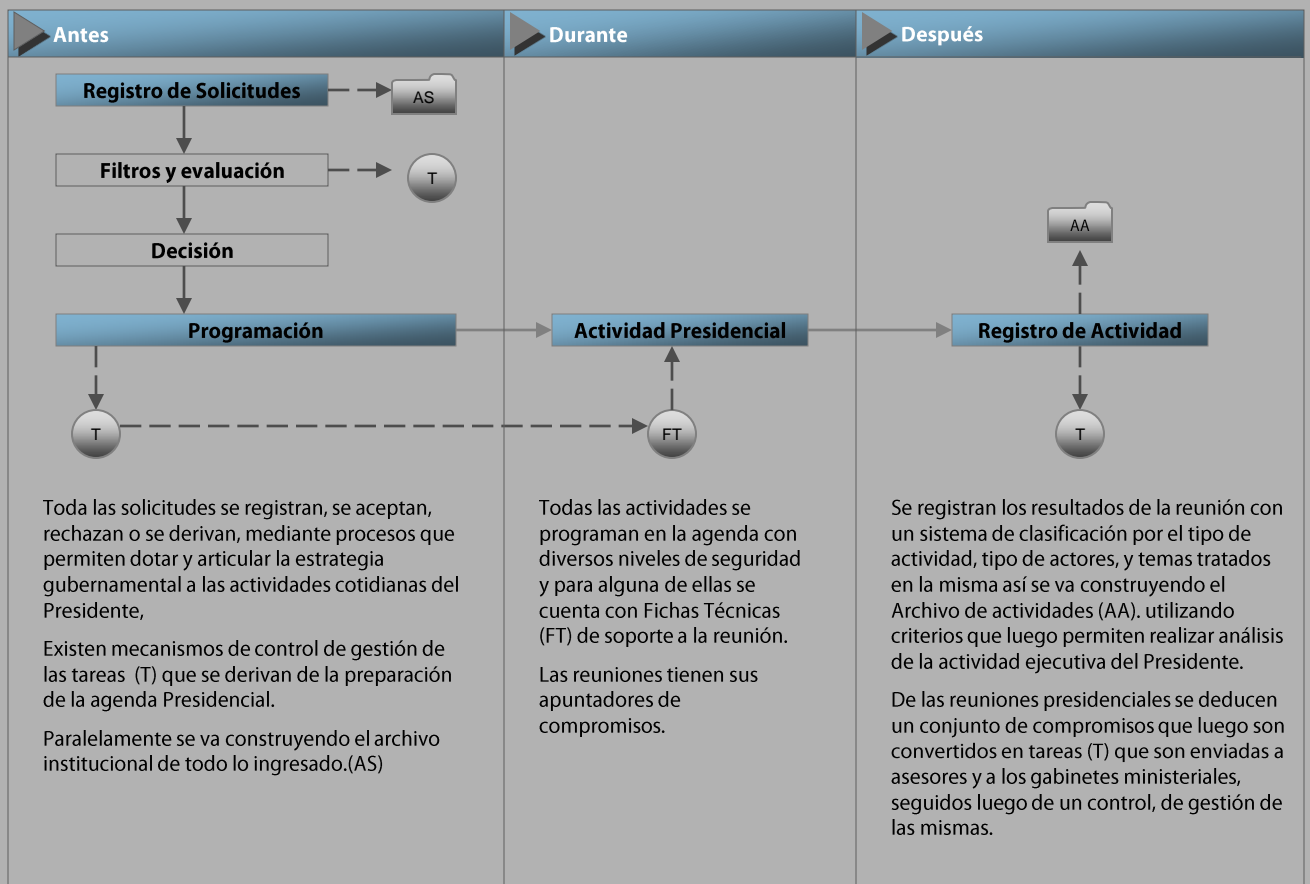 Antes
Durante
Después
Registro de Solicitudes
AS
Filtros y evaluación
T
Decisión
AA
Programación
Actividad Presidencial
Registro de Actividad
T
FT
T
Toda las solicitudes se registran, se aptan,
rechazan o se derivan, mediante procesos que
permiten dotar y articular la estrategia
gubernamental a las actividades cotidianas del
Presidente,
Existen mecanismos de control de gestión de
las tareas (T) que se derivan de la preparación
de la agenda Presidencial.
Paralelamente se va construyendo el archivo
institucional de todo lo ingresado.(AS)
Todas las actividades se
programan en la agenda con
diversos niveles de seguridad
y para alguna de ellas se
cuenta con Fichas Técnicas
(FT) de soporte a la reunión.
Las reuniones tienen sus
apuntadores de
compromisos.
Se registran los resultados de la reunión con
un sistema de clasificación por el tipo de
actividad, tipo de actores, y temas tratados
en la misma así se va construyendo el
Archivo de actividades (AA). utilizando
criterios que luego permiten realizar análisis
de la actividad ejecutiva del Presidente.
De las reuniones presidenciales se deducen
un conjunto de compromisos que luego son
convertidos en tareas (T) que son enviadas a
asesores y a los gabinetes ministeriales,
seguidos luego de un control, de gestión de
las mismas.